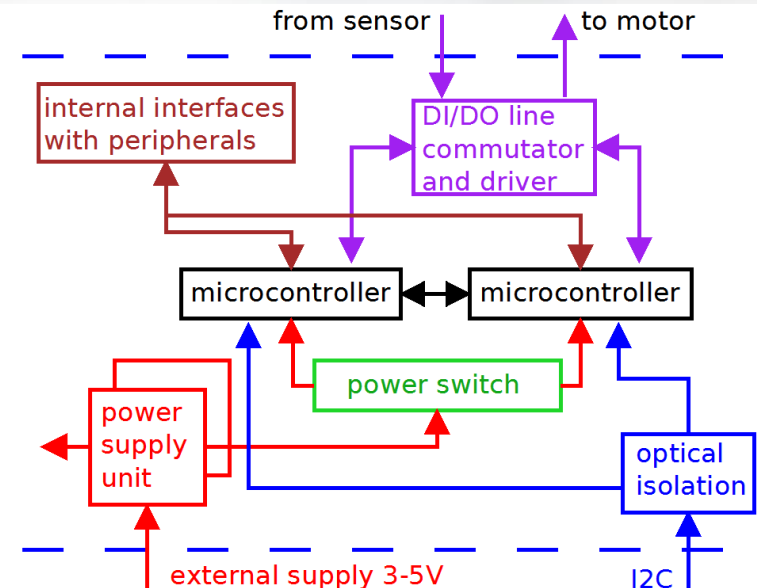 from sensor
to motor
internal interfaces
with peripherals
DI/DO line
commutator
and driver
microcontroller
microcontroller
power switch
power
supply
unit
optical
isolation
external supply 3-5V
I2C